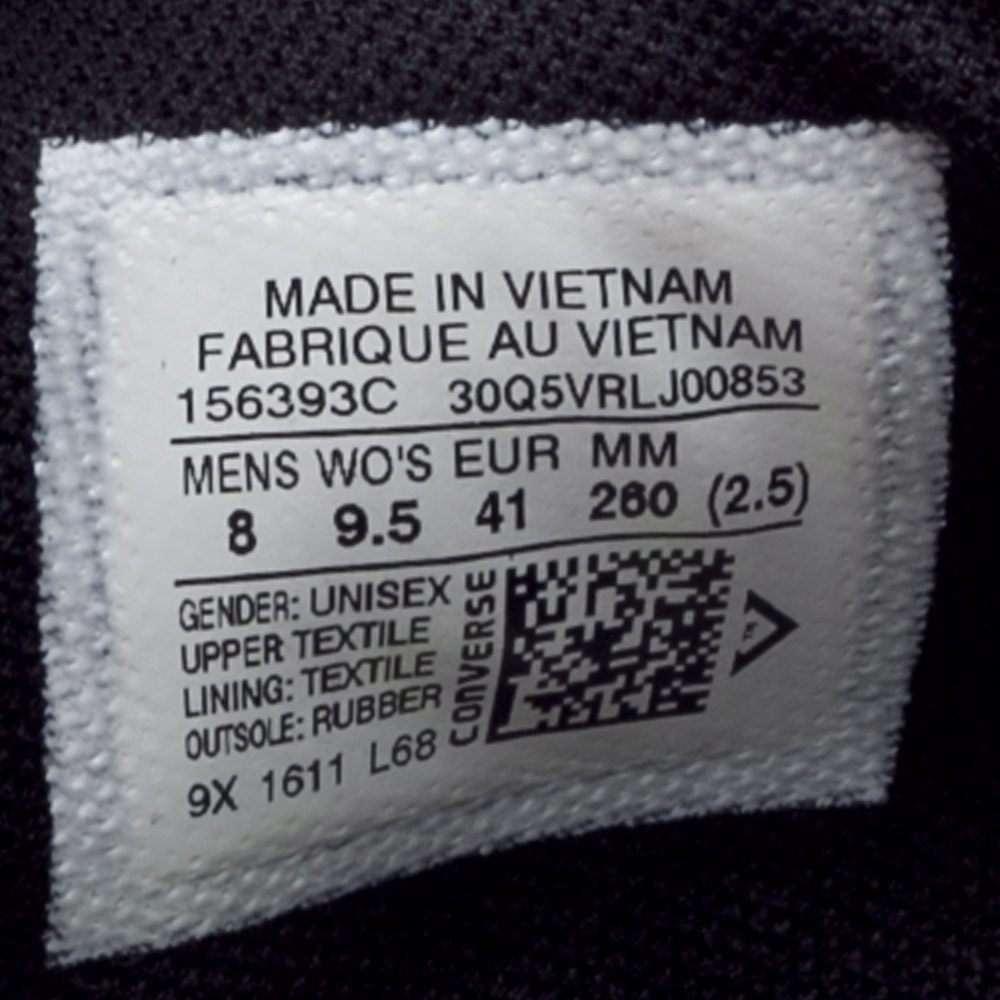 MADE IN VIETNAM
FABRIQUE AU VIETNAM
156393C 30Q5VRLJ00853
MENS WO'S EUR MM
8 9.5 41 260 (2.5)
GENDER: UNISEX
UPPER TEXTILE
LINING: TEXTILE
OUTSOLE: RUBBER
9X 1611 L68
CONVERSE
TM